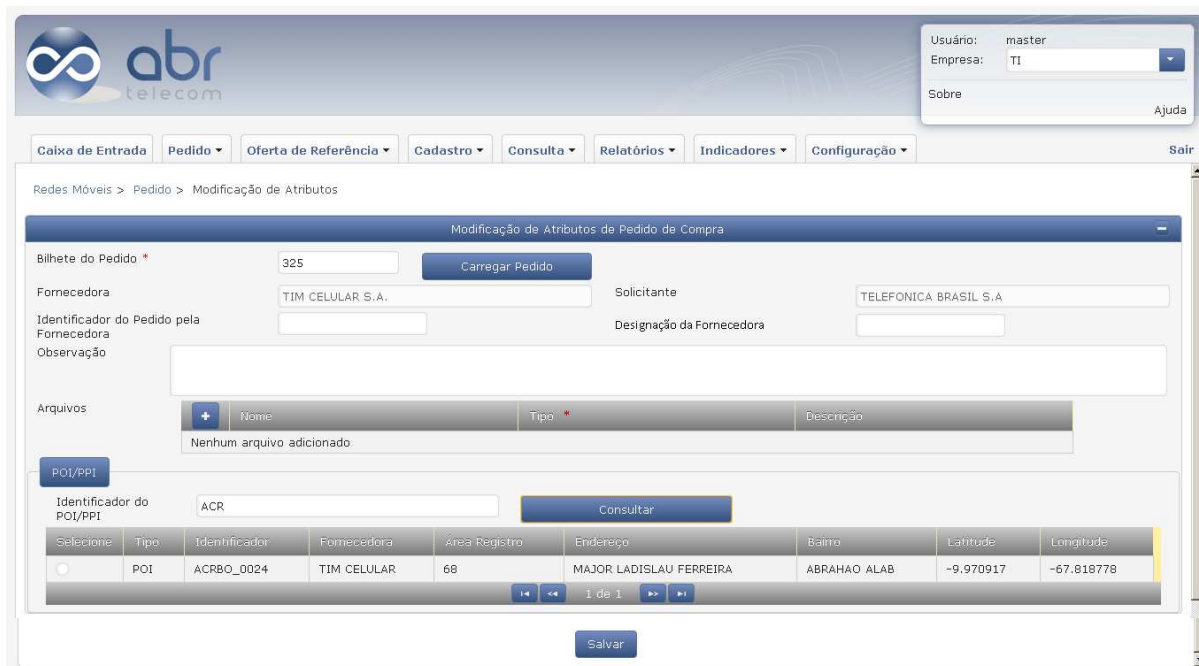 Usuário: master
abr
telecom
Empresa: TI
Sobre
Ajuda
Caixa de Entrada Pedido Oferta de Referência Cadastro Consulta Relatórios Indicadores Configuração Sair
Redes Móveis > Pedido > Modificação de Atributos
Modificação de Atributos de Pedido de Compra
Bilhete do Pedido * 325 Carregar Pedido
Fornecedora TIM CELULAR S.A. Solicitante TELEFONICA BRASIL S.A
Identificador do Pedido pela
Fornecedora Designação da Fornecedora
Observação
Arquivos + Nome Tipo * Descrição
Nenhum arquivo adicionado
POI/PPI
Identificador do
POI/PPI ACR Consultar
Selecione Tipo Identificador Fornecedora Area Registro Endereço Bairro Latitude Longitude
POI ACRBO_0024 TIM CELULAR 68 MAJOR LADISLAU FERREIRA ABRAHAO ALAB -9.970917 -67.818778
1 de 1
Salvar